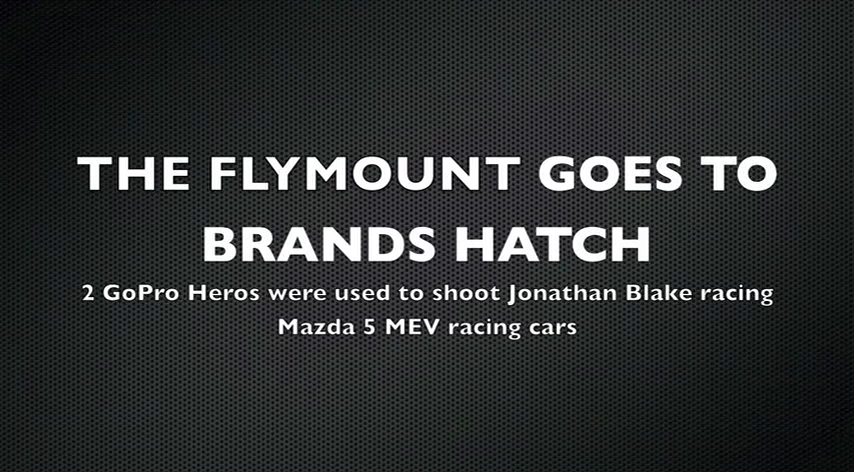 THE FLYMOUNT GOES TO
BRANDS HATCH
2 GoPro Heros were used to shoot Jonathan Blake racing
Mazda 5 MEV racing cars